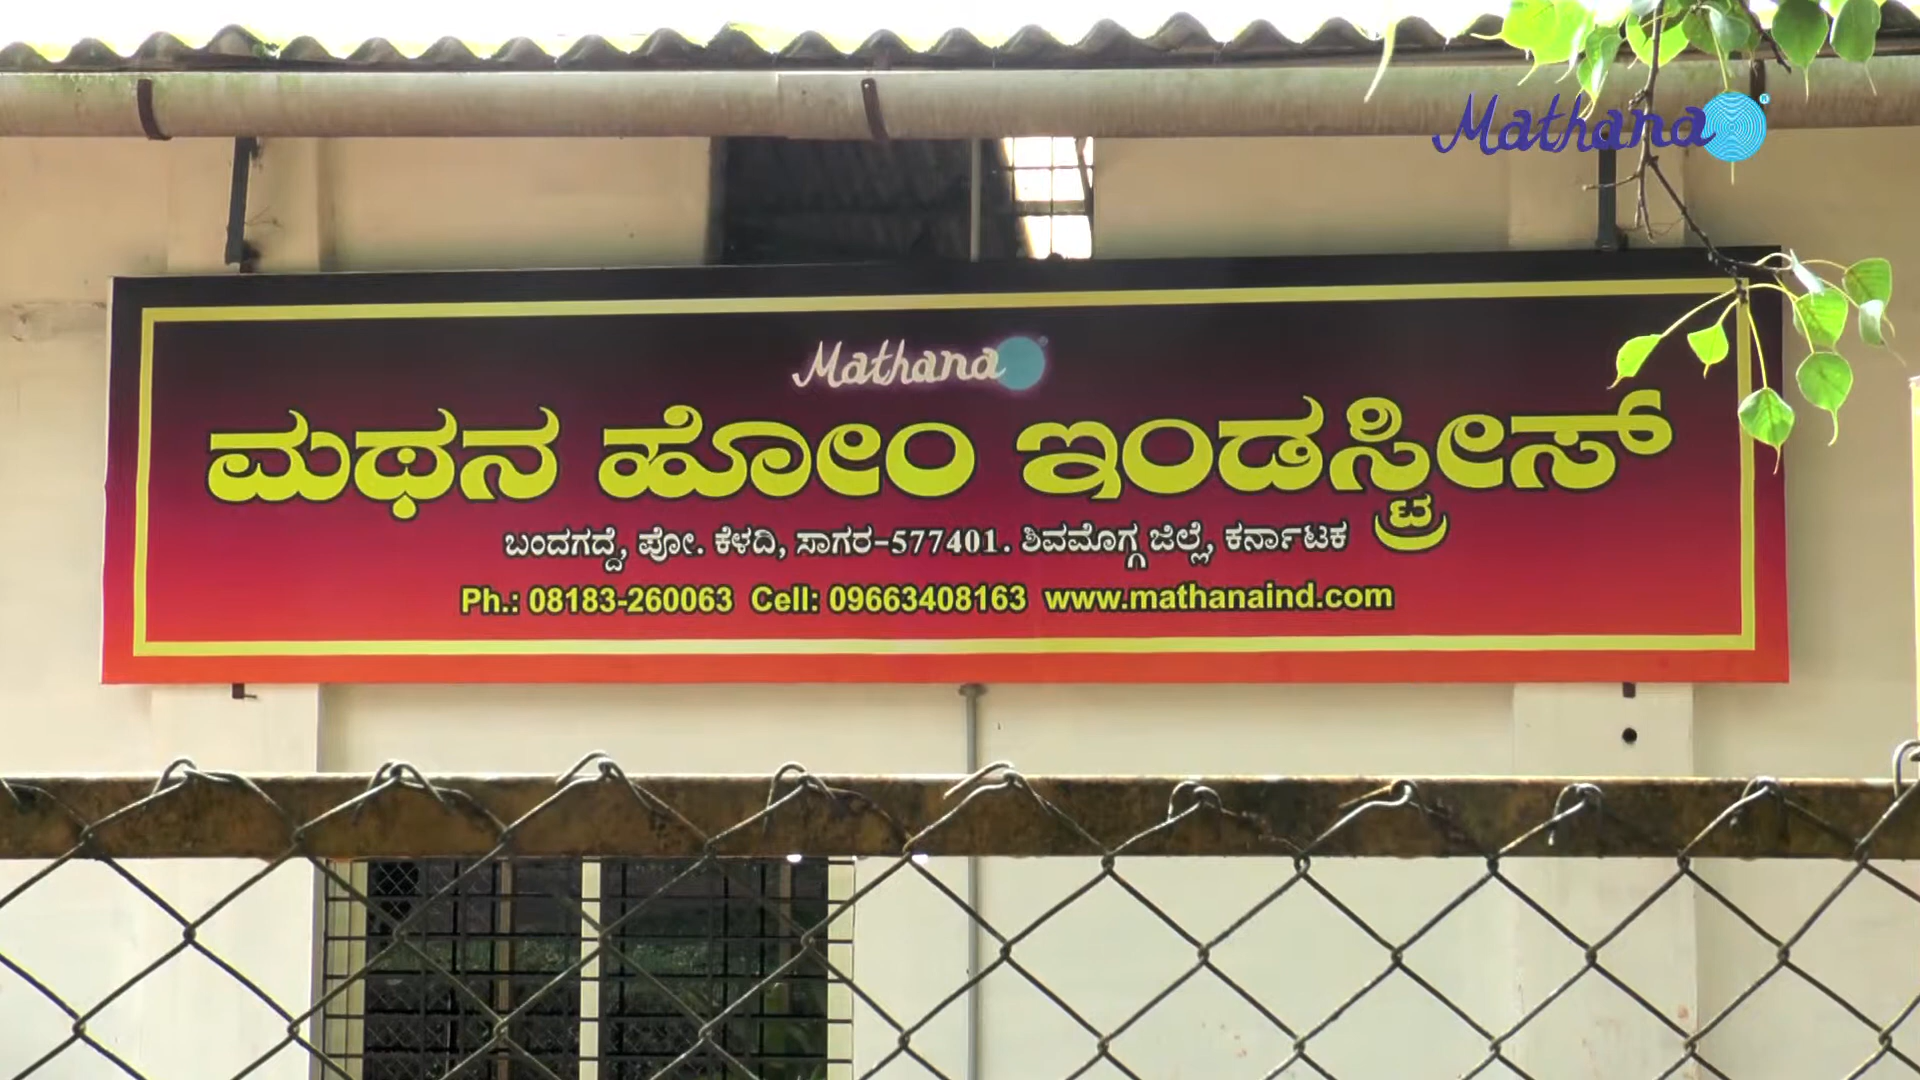 Mathana
Mathana
ಮಥನ ಹೋಂ ಇಂಡಸ್ಟ್ರೀಸ್
ಬಂದಗದ್ದೆ, ಪೋ. ಕೆಳದಿ, ಸಾಗರ-577401. ಶಿವಮೊಗ್ಗ ಜಿಲ್ಲೆ, ಕರ್ನಾಟಕ
Ph.: 08183-260063 Cell: 09663408163 www.mathanaind.com